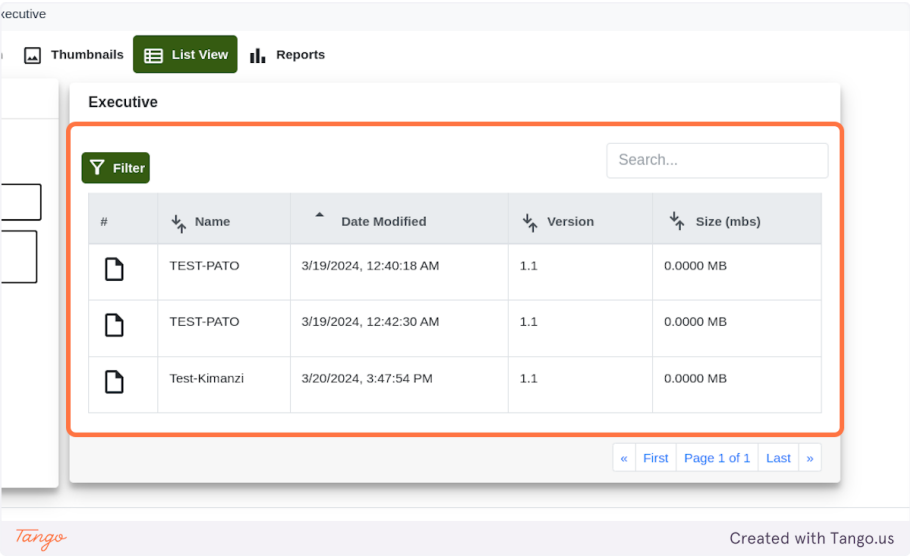 Executive
Thumbnails List View Reports
Executive
Filter Search...
# Name Date Modified Version Size (mbs)
TEST-PATO 3/19/2024, 12:40:18 AM 1.1 0.0000 MB
TEST-PATO 3/19/2024, 12:42:30 AM 1.1 0.0000 MB
Test-Kimanzi 3/20/2024, 3:47:54 PM 1.1 0.0000 MB
« First Page 1 of 1 Last »
Tango Created with Tango.us